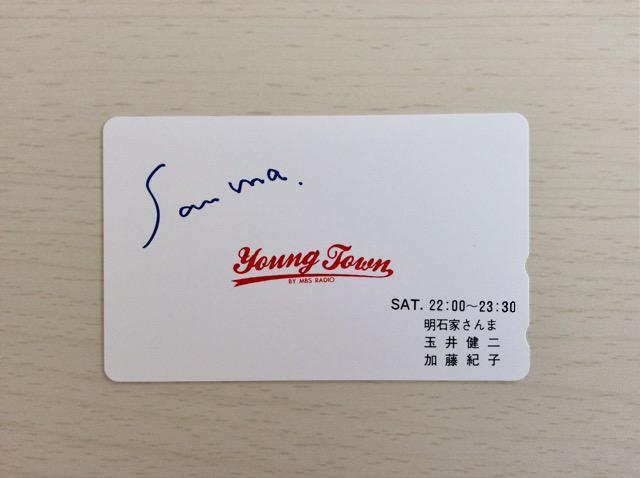 Sanma.
Young Town
BY MBS RADIO
SAT. 22:00〜23:30
明石家さんま
玉井健二
加藤紀子